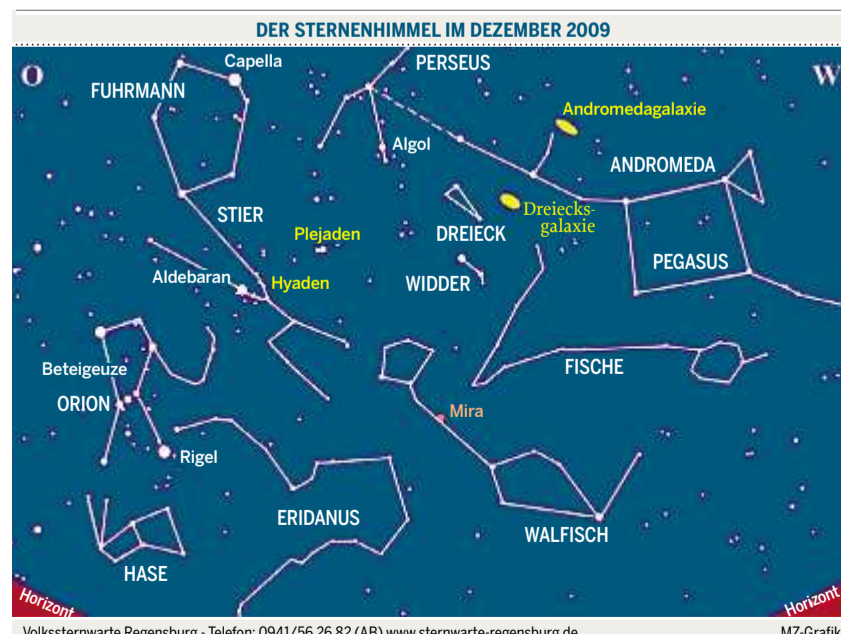 DER STERNENHIMMEL IM DEZEMBER 2009
O
W
Capella
PERSEUS
FUHRMANN
Andromedagalaxie
Algol
ANDROMEDA
STIER
Dreiecks-
galaxie
Plejaden
DREIECK
PEGASUS
Aldebaran
Hyaden
WIDDER
Beteigeuze
FISCHE
ORION
Mira
Rigel
ERIDANUS
WALFISCH
HASE
Horizont
Horizont
Volkssternwarte Regensburg - Telefon: 0941/56 26 82 (AB) www.sternwarte-regensburg.de
MZ-Grafik